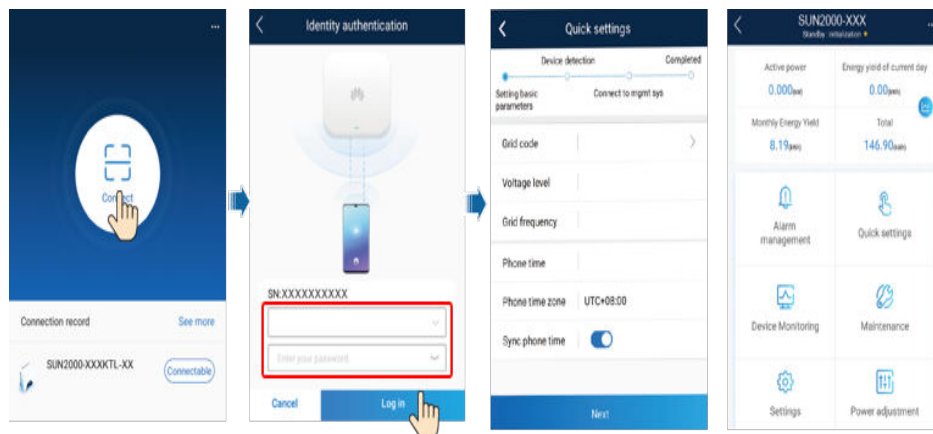 ...
Connect
Connection record See more
SUN2000-XXXKTL-XX Connectable
Identity authentication
SN:XXXXXXXXXX
Enter your password
Cancel Log in
Quick settings
Device detection Completed
Setting basic parameters Connect to mgmt sys
Grid code
Voltage level
Grid frequency
Phone time
Phone time zone UTC+08:00
Sync phone time
Next
SUN2000-XXX
Standby: initialization
Active power Energy yield of current day
0.000(kW) 0.00(kWh)
Monthly Energy Yield Total
8.19(kWh) 146.90(kWh)
Alarm management Quick settings
Device Monitoring Maintenance
Settings Power adjustment